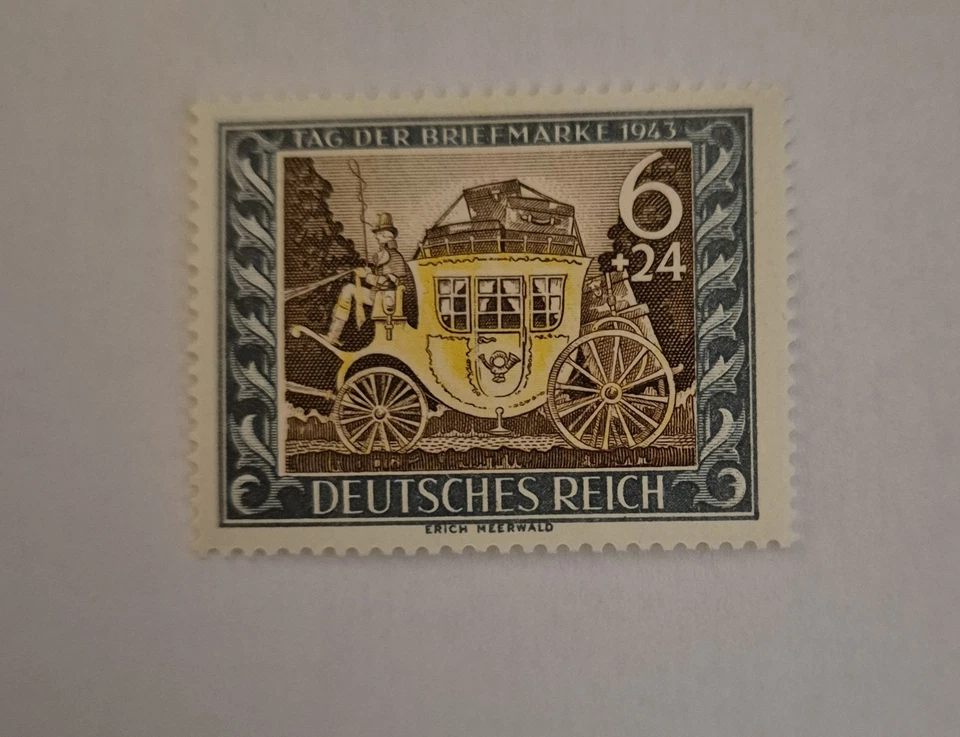 TAG DER BRIEFMARKE 1943
6
+24
DEUTSCHES REICH
ERICH MEERWALD